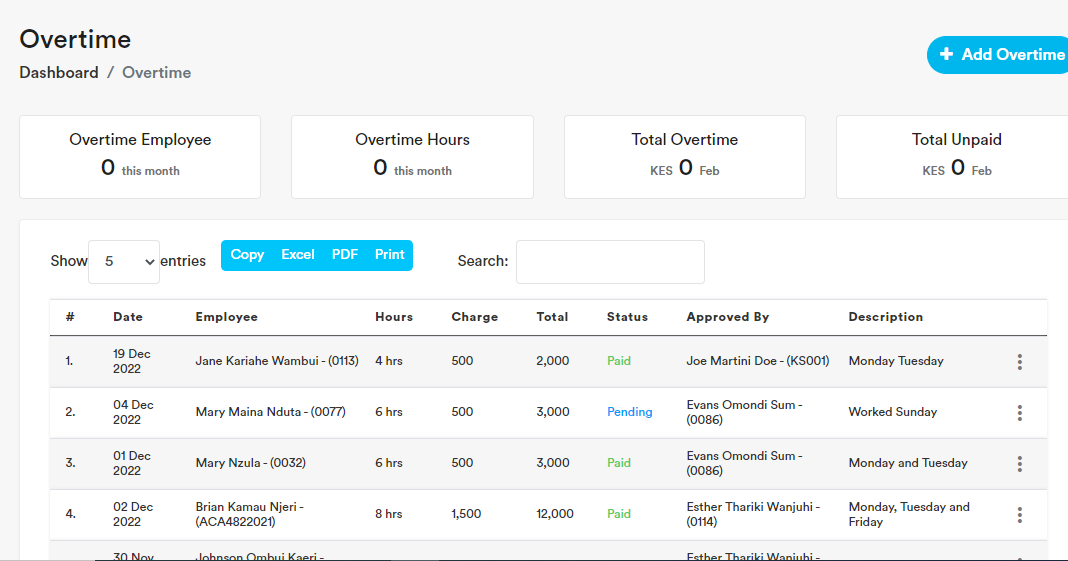 Overtime
Dashboard / Overtime
+ Add Overtime
Overtime Employee
0 this month
Overtime Hours
0 this month
Total Overtime
KES 0 Feb
Total Unpaid
KES 0 Feb
Show 5 entries Copy Excel PDF Print Search:
# Date Employee Hours Charge Total Status Approved By Description
1. 19 Dec 2022 Jane Kariahe Wambui - (0113) 4 hrs 500 2,000 Paid Joe Martini Doe - (KS001) Monday Tuesday
2. 04 Dec 2022 Mary Maina Nduta - (0077) 6 hrs 500 3,000 Pending Evans Omondi Sum - (0086) Worked Sunday
3. 01 Dec 2022 Mary Nzula - (0032) 6 hrs 500 3,000 Paid Evans Omondi Sum - (0086) Monday and Tuesday
4. 02 Dec 2022 Brian Kamau Njeri - (ACA4822021) 8 hrs 1,500 12,000 Paid Esther Thariki Wanjuhi - (0114) Monday, Tuesday and Friday
30 Nov Johnson Ombui Kaeri - Esther Thariki Wanjuhi -